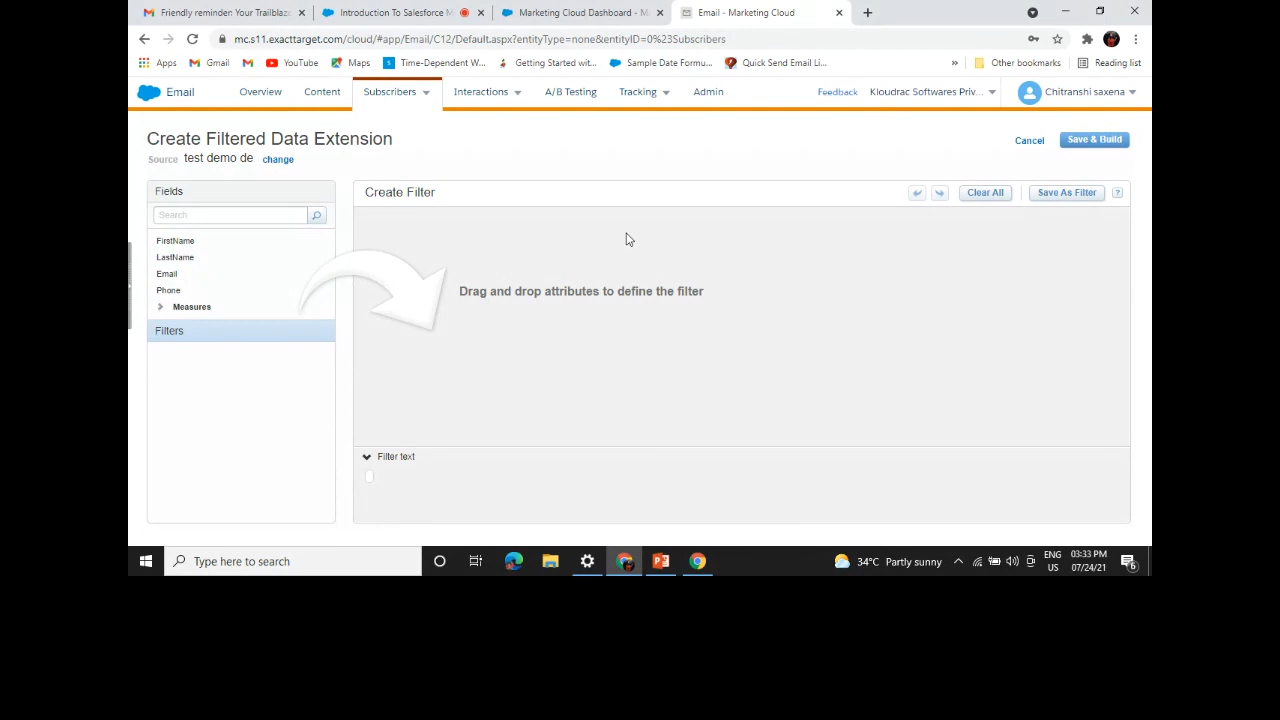 Friendly reminder: Your Trailblaze
Introduction To Salesforce M
Marketing Cloud Dashboard - M
Email - Marketing Cloud
mc.s11.exacttarget.com/cloud/#app/Email/C12/Default.aspx?entityType=none&entityID=0%23Subscribers
Apps Gmail YouTube Maps Time-Dependent W... Getting Started wit... Sample Date Formu... Quick Send Email Li... » Other bookmarks Reading list
Email Overview Content Subscribers Interactions A/B Testing Tracking Admin Feedback Kloudrac Softwares Priv... Chitranshi saxena
Create Filtered Data Extension
Cancel Save & Build
Source test demo de change
Fields
Create Filter Clear All Save As Filter ?
Search
FirstName
LastName
Email
Phone
Measures
Filters
Drag and drop attributes to define the filter
Filter text
Type here to search
34°C Partly sunny
ENG
US
03:33 PM
07/24/21
6